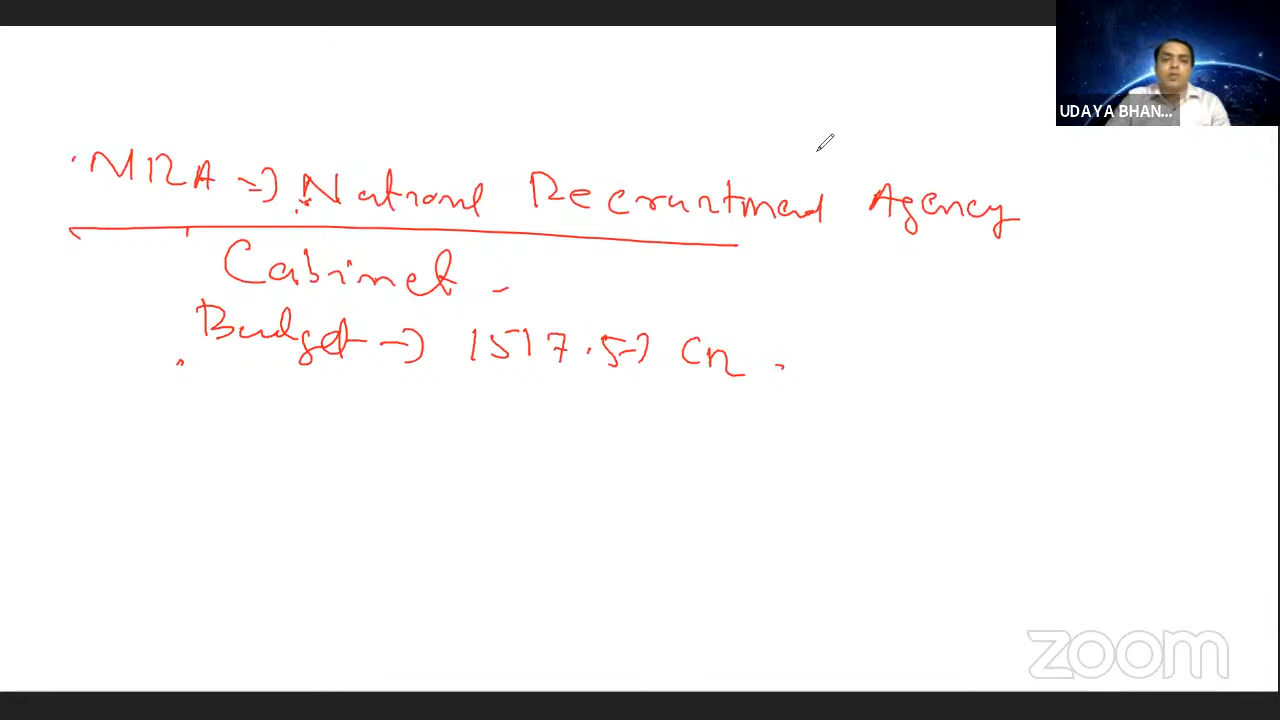 UDAYA BHAN...
NRA => National Recruitment Agency
Cabinet -
Budget -> 1517.57 CR.
zoom